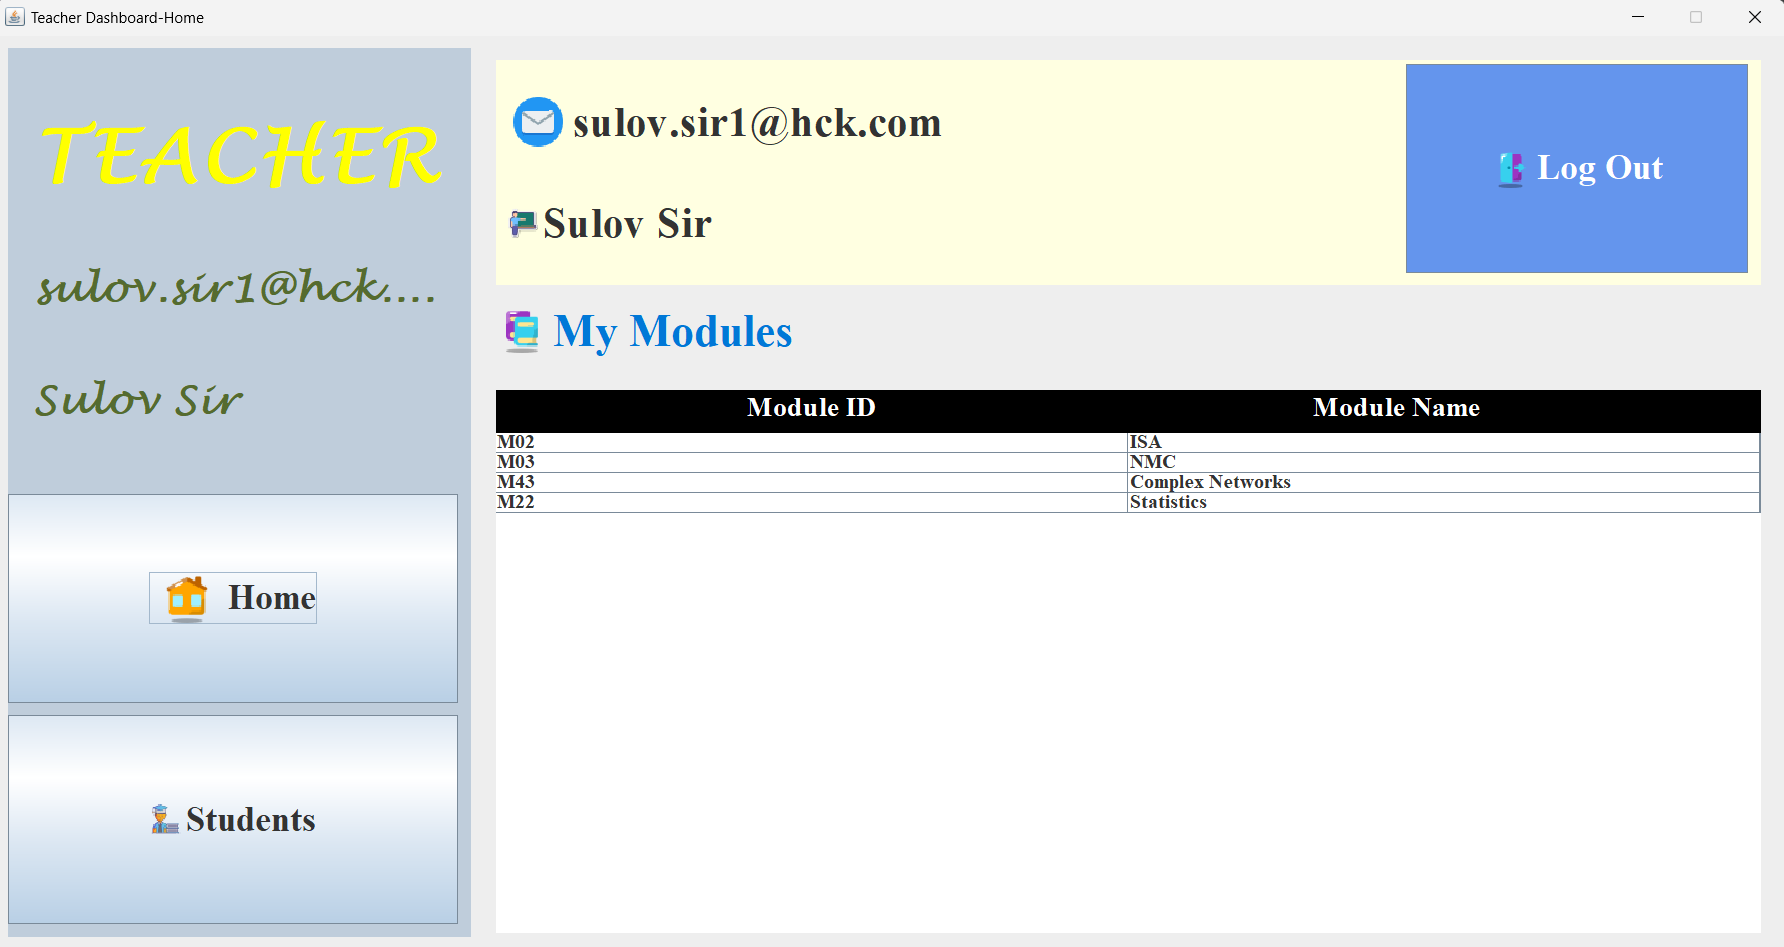 Teacher Dashboard-Home
TEACHER
sulov.sir1@hck....
Sulov Sir
Home
Students
sulov.sir1@hck.com
Sulov Sir
Log Out
My Modules
Module ID Module Name
M02 ISA
M03 NMC
M43 Complex Networks
M22 Statistics